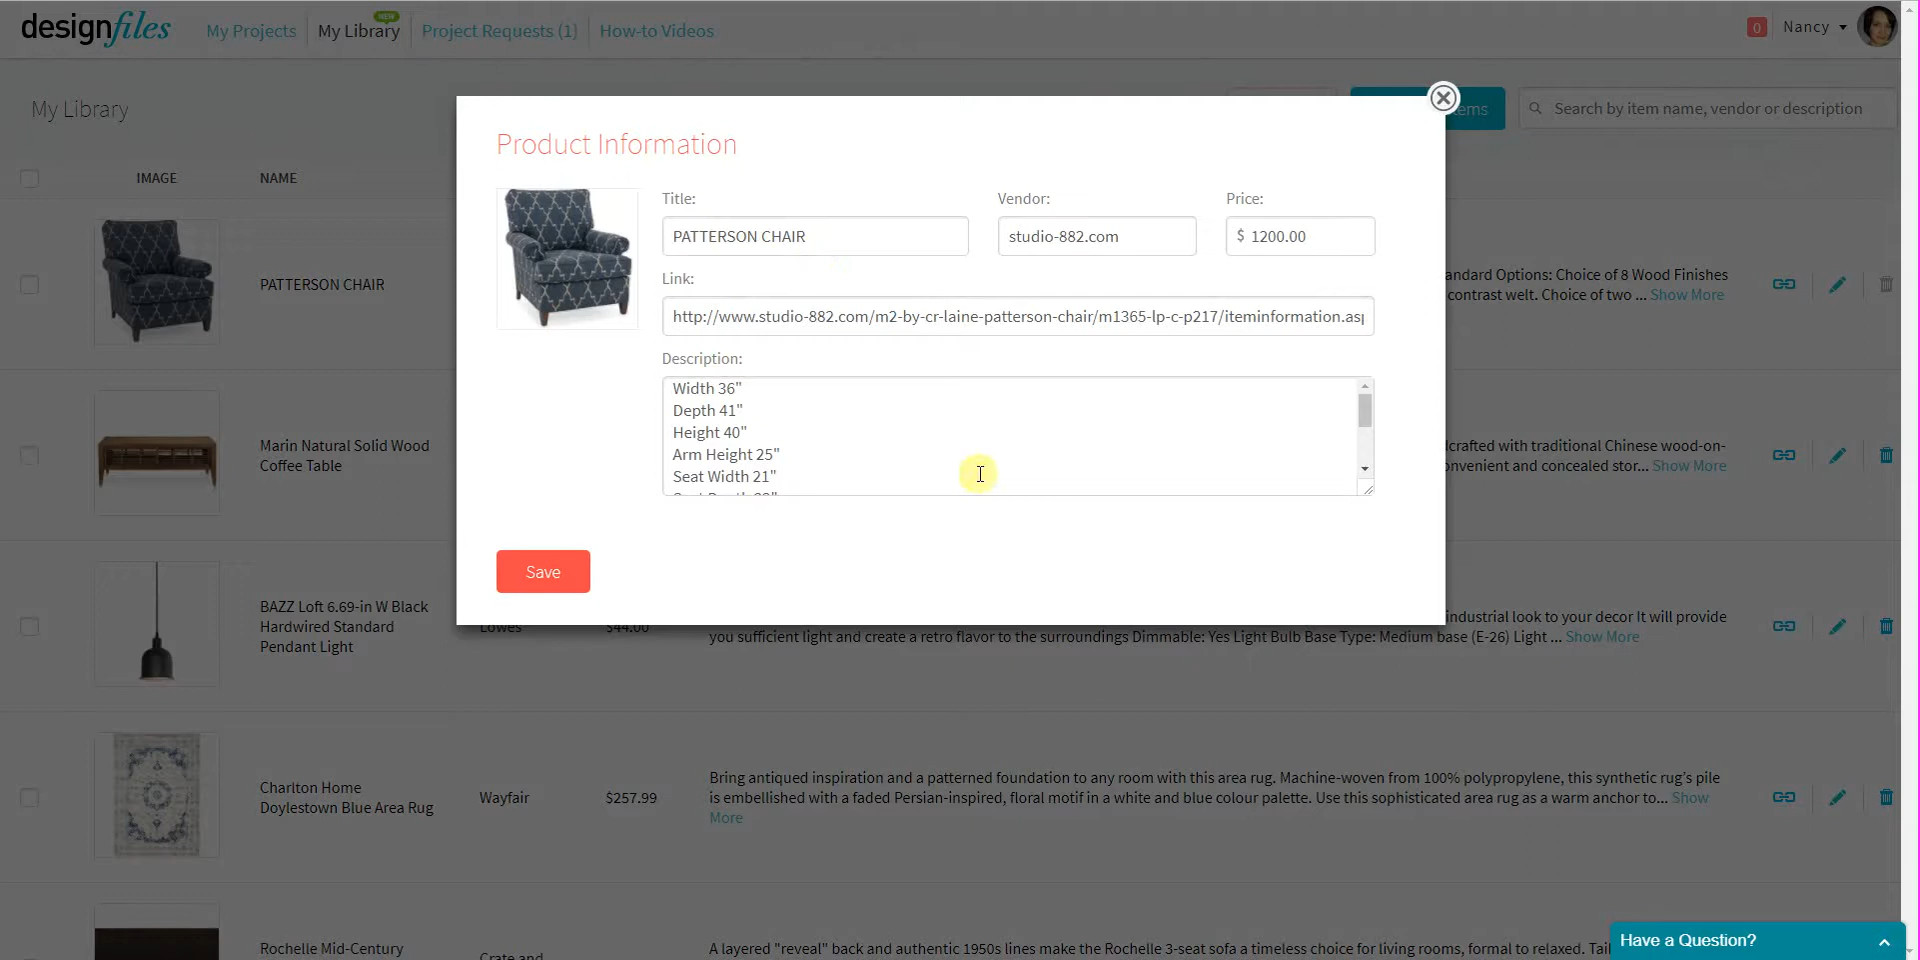 designfiles
My Projects
My Library
NEW
Project Requests (1)
How-to Videos
0
Nancy
My Library
Search by item name, vendor or description
IMAGE
NAME
Product Information
Title:
Vendor:
Price:
PATTERSON CHAIR
studio-882.com
$ 1200.00
Link:
http://www.studio-882.com/m2-by-cr-laine-patterson-chair/m1365-lp-c-p217/iteminformation.as
Description:
Width 36"
Depth 41"
Height 40"
Arm Height 25"
Seat Width 21"
Save
PATTERSON CHAIR
andard Options: Choice of 8 Wood Finishes
contrast welt. Choice of two ... Show More
Marin Natural Solid Wood
Coffee Table
dcrafted with traditional Chinese wood-on-
nvenient and concealed stor... Show More
BAZZ Loft 6.69-in W Black
Hardwired Standard
Pendant Light
Lowes
$44.00
industrial look to your decor It will provide
you sufficient light and create a retro flavor to the surroundings Dimmable: Yes Light Bulb Base Type: Medium base (E-26) Light ... Show More
Charlton Home
Doylestown Blue Area Rug
Wayfair
$257.99
Bring antiqued inspiration and a patterned foundation to any room with this area rug. Machine-woven from 100% polypropylene, this synthetic rug's pile
is embellished with a faded Persian-inspired, floral motif in a white and blue colour palette. Use this sophisticated area rug as a warm anchor to... Show
More
Rochelle Mid-Century
Crate and
A layered "reveal" back and authentic 1950s lines make the Rochelle 3-seat sofa a timeless choice for living rooms, formal to relaxed. Tail
Have a Question?